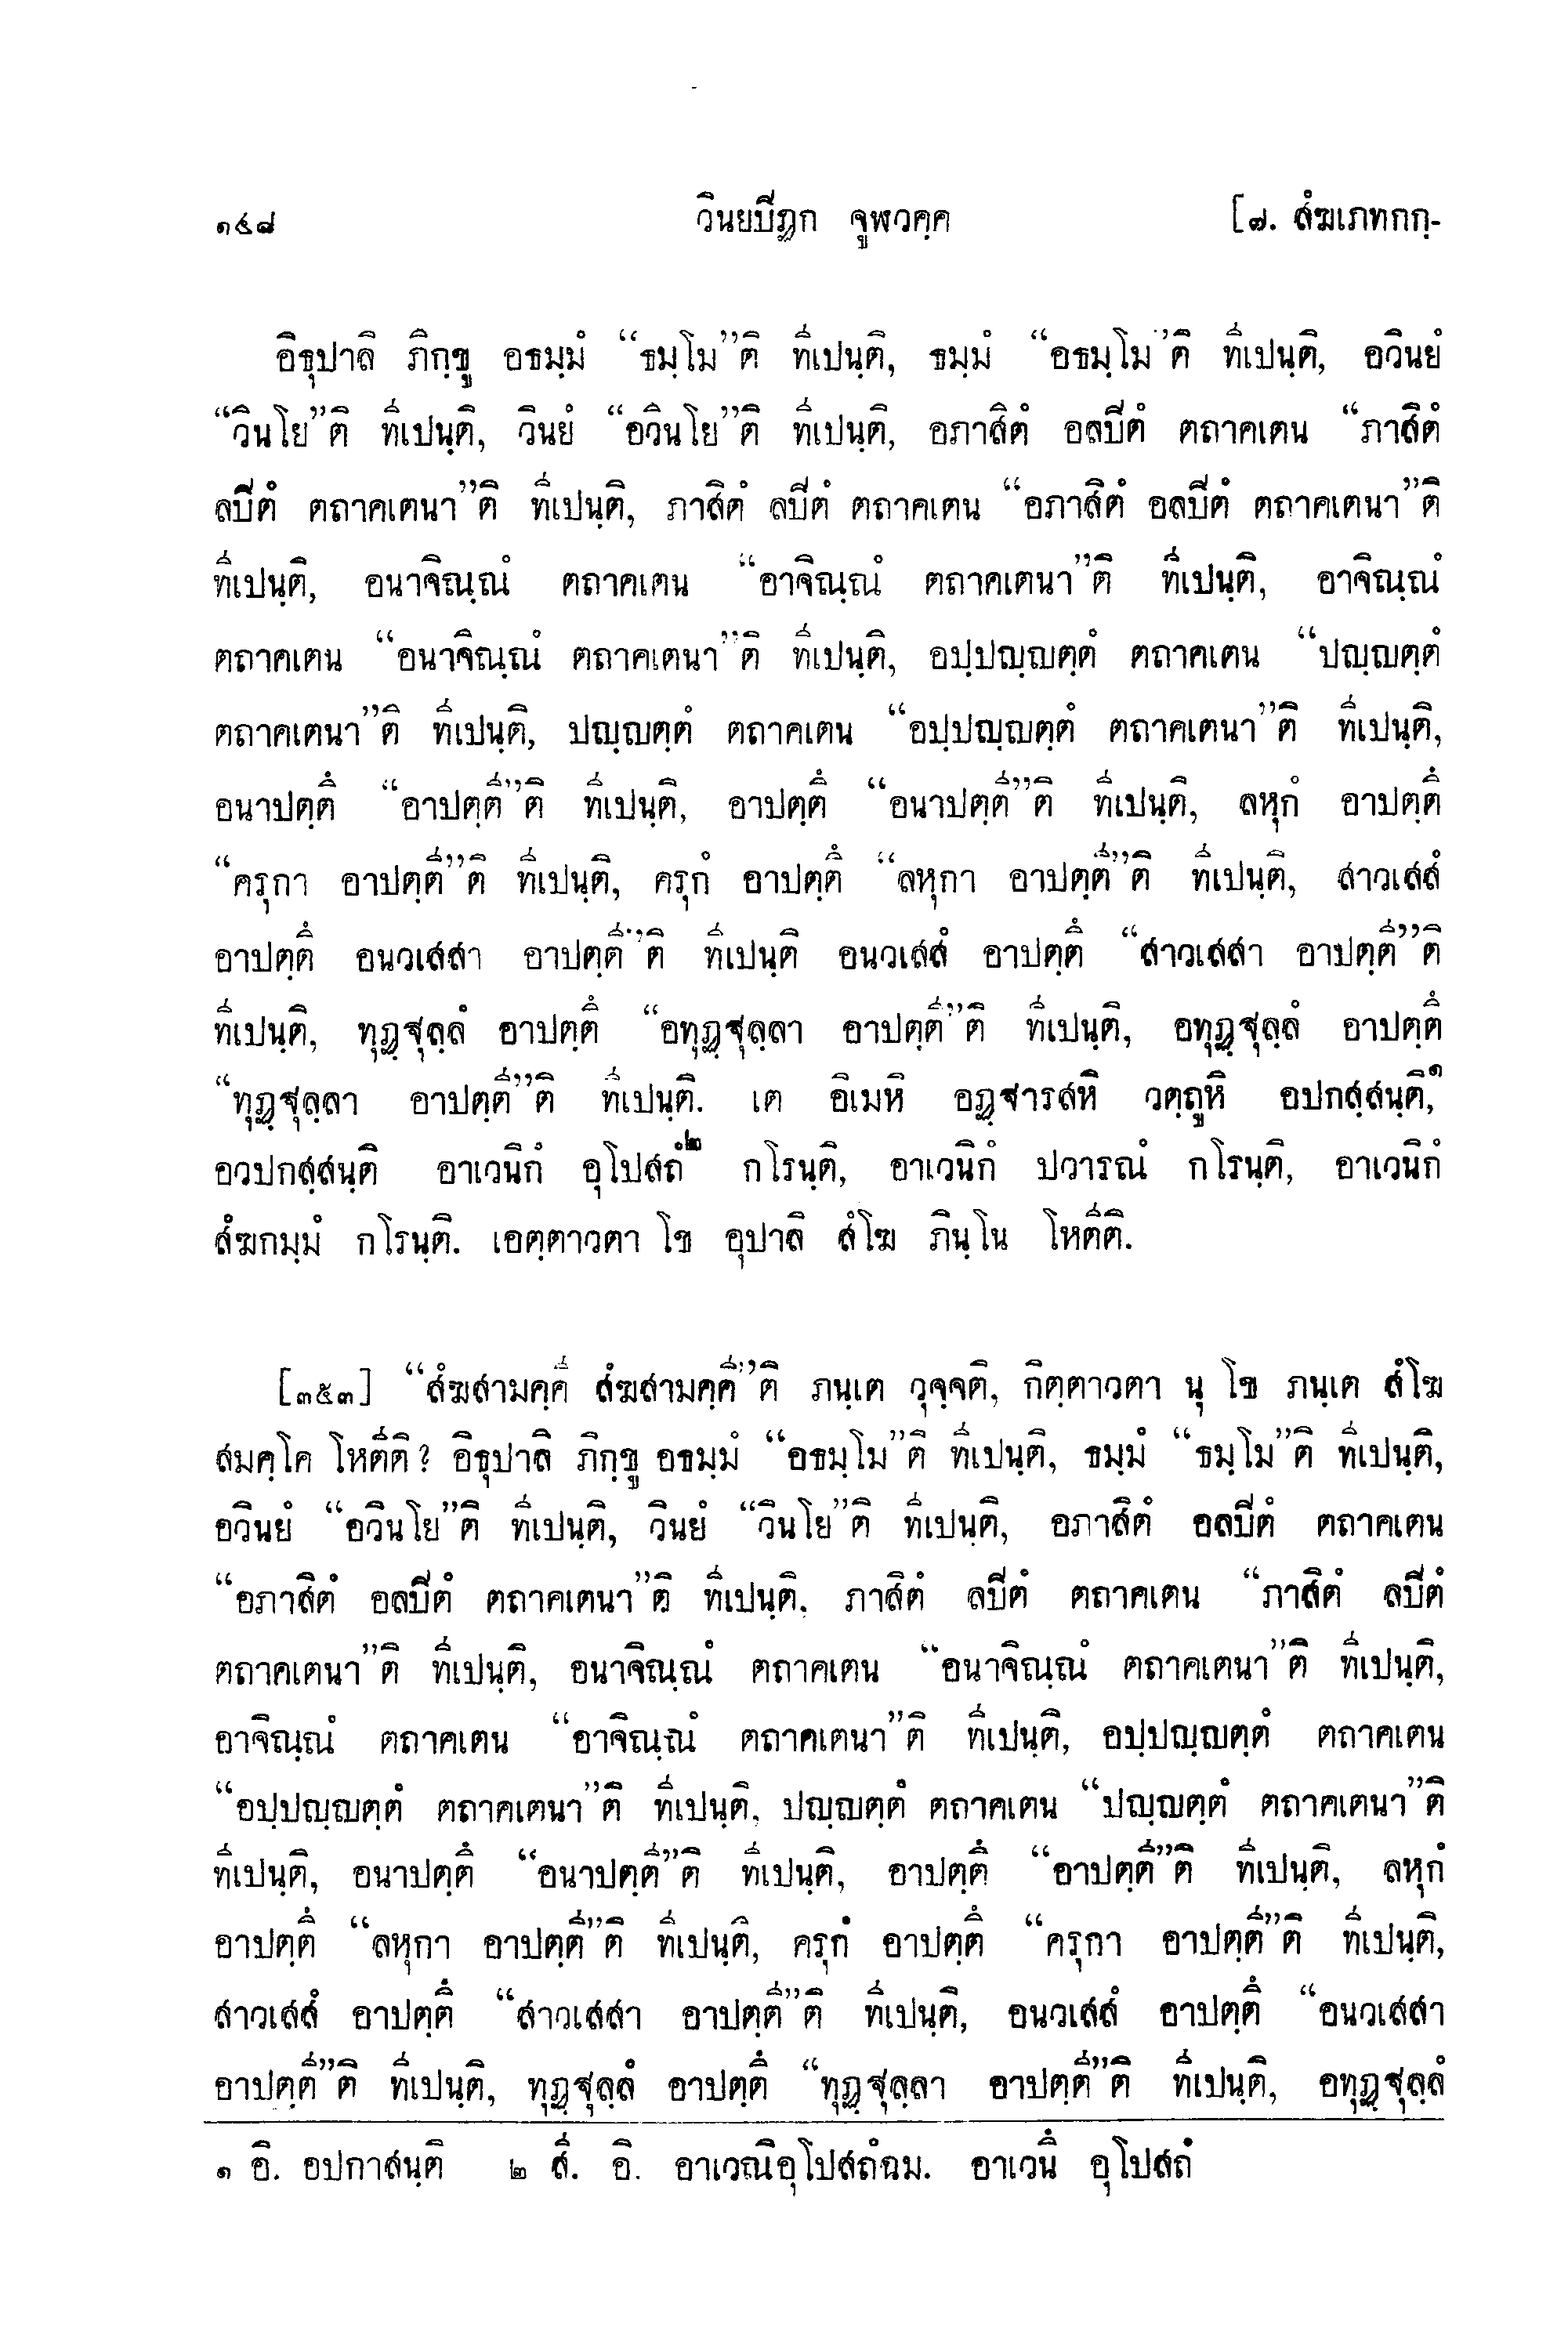 ๑๔๘ วินยปิฏก จูฬวคฺค [๗. สํฆเภทกกฺ-
อิธุปาลิ ภิกฺขู อธมฺมํ “ธมฺโม”ติ ทีเปนฺติ, ธมฺมํ “อธมฺโม”ติ ทีเปนฺติ, อวินยํ
“วินโย”ติ ทีเปนฺติ, วินยํ “อวินโย”ติ ทีเปนฺติ, อภาสิตํ อลปิตํ ตถาคเตน “ภาสิตํ
ลปิตํ ตถาคเตนา”ติ ทีเปนฺติ, ภาสิตํ ลปิตํ ตถาคเตน “อภาสิตํ อลปิตํ ตถาคเตนา”ติ
ทีเปนฺติ, อนาจิณฺณํ ตถาคเตน “อาจิณฺณํ ตถาคเตนา”ติ ทีเปนฺติ, อาจิณฺณํ
ตถาคเตน “อนาจิณฺณํ ตถาคเตนา”ติ ทีเปนฺติ, อปฺปญฺญตฺตํ ตถาคเตน “ปญฺญตฺตํ
ตถาคเตนา”ติ ทีเปนฺติ, ปญฺญตฺตํ ตถาคเตน “อปฺปญฺญตฺตํ ตถาคเตนา”ติ ทีเปนฺติ,
อนาปตฺตึ “อาปตฺตี”ติ ทีเปนฺติ, อาปตฺตึ “อนาปตฺตี”ติ ทีเปนฺติ, ลหุกํ อาปตฺตึ
“ครุกา อาปตฺตี”ติ ทีเปนฺติ, ครุกํ อาปตฺตึ “ลหุกา อาปตฺตี”ติ ทีเปนฺติ, สาวเสสํ
อาปตฺตึ อนวเสสา อาปตฺตี”ติ ทีเปนฺติ อนวเสสํ อาปตฺตึ “สาวเสสา อาปตฺตี”ติ
ทีเปนฺติ, ทุฏฺฐุลฺลํ อาปตฺตึ “อทุฏฺฐุลฺลา อาปตฺตี”ติ ทีเปนฺติ, อทุฏฺฐุลฺลํ อาปตฺตึ
“ทุฏฺฐุลฺลา อาปตฺตี”ติ ทีเปนฺติ. เต อิเมหิ อฏฺฐารสหิ วตฺถูหิ อปกสฺสนฺติ,๑
อวปกสฺสนฺติ อาเวนิกํ อุโปสถํ๒ กโรนฺติ, อาเวนิกํ ปวารณํ กโรนฺติ, อาเวนิกํ
สํฆกมฺมํ กโรนฺติ. เอตฺตาวตา โข อุปาลิ สํโฆ ภินฺโน โหตีติ.
[๓๕๓] “สํฆสามคฺคี สํฆสามคฺคี”ติ ภนฺเต วุจฺจติ, กิตฺตาวตา นุ โข ภนฺเต สํโฆ
สมคฺโค โหตีติ? อิธุปาลิ ภิกฺขู อธมฺมํ “อธมฺโม”ติ ทีเปนฺติ, ธมฺมํ “ธมฺโม”ติ ทีเปนฺติ,
อวินยํ “อวินโย”ติ ทีเปนฺติ, วินยํ “วินโย”ติ ทีเปนฺติ, อภาสิตํ อลปิตํ ตถาคเตน
“อภาสิตํ อลปิตํ ตถาคเตนา”ติ ทีเปนฺติ, ภาสิตํ ลปิตํ ตถาคเตน “ภาสิตํ ลปิตํ
ตถาคเตนา”ติ ทีเปนฺติ, อนาจิณฺณํ ตถาคเตน “อนาจิณฺณํ ตถาคเตนา”ติ ทีเปนฺติ,
อาจิณฺณํ ตถาคเตน “อาจิณฺณํ ตถาคเตนา”ติ ทีเปนฺติ, อปฺปญฺญตฺตํ ตถาคเตน
“อปฺปญฺญตฺตํ ตถาคเตนา”ติ ทีเปนฺติ, ปญฺญตฺตํ ตถาคเตน “ปญฺญตฺตํ ตถาคเตนา”ติ
ทีเปนฺติ, อนาปตฺตึ “อนาปตฺตี”ติ ทีเปนฺติ, อาปตฺตึ “อาปตฺตี”ติ ทีเปนฺติ, ลหุกํ
อาปตฺตึ “ลหุกา อาปตฺตี”ติ ทีเปนฺติ, ครุกํ อาปตฺตึ “ครุกา อาปตฺตี”ติ ทีเปนฺติ,
สาวเสสํ อาปตฺตึ “สาวเสสา อาปตฺตี”ติ ทีเปนฺติ, อนวเสสํ อาปตฺตึ “อนวเสสา
อาปตฺตี”ติ ทีเปนฺติ, ทุฏฺฐุลฺลํ อาปตฺตึ “ทุฏฺฐุลฺลา อาปตฺตี”ติ ทีเปนฺติ, อทุฏฺฐุลฺลํ
๑ อิ. อปกาสนฺติ ๒ สี. อิ. อาเวณิอุโปสถํฉม. อาเวนึ อุโปสถํ